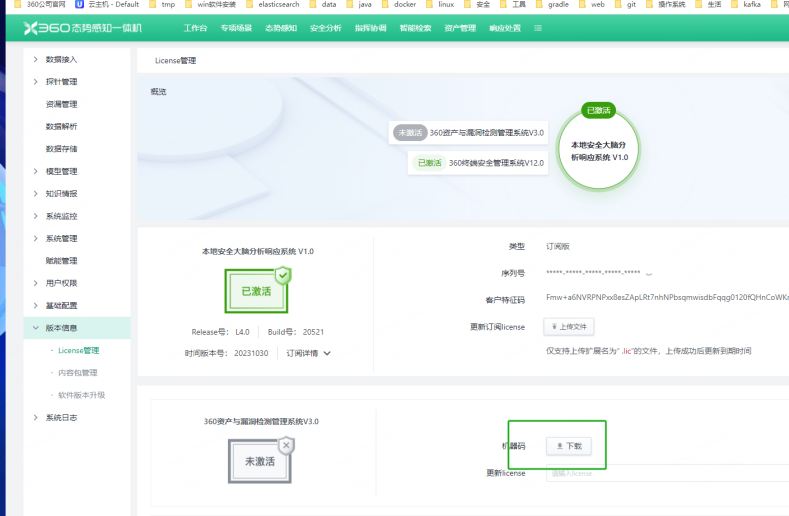 360公司官网 云主机 - Default tmp win软件安装 elasticsearch data java docker linux 安全 工具 gradle web git 操作系统 生活 kafka
360态势感知一体机 工作台 专项场景 态势感知 安全分析 指挥协调 智能检索 资产管理 响应处置
数据接入
探针管理
资源管理
数据解析
数据存储
模型管理
知识情报
系统监控
系统管理
赋能管理
用户权限
基础配置
版本信息
· License管理
· 内容包管理
· 软件版本升级
系统日志
License管理
概览
未激活 360资产与漏洞检测管理系统V3.0
已激活 360终端安全管理系统V12.0
已激活
本地安全大脑分
析响应系统 V1.0
本地安全大脑分析响应系统 V1.0
已激活
Release号: L4.0 Build号: 20521
时间版本号: 20231030 订阅详情
类型 订阅版
序列号 *****-*****-*****-*****-*****
客户特征码 Fmw+a6NVRPNPxx8esZApLRt7nhNPbsqmwisdbFqqg0120fQHnCoWKr
更新订阅license 上传文件
仅支持上传扩展名为" .lic"的文件，上传成功后更新到期时间
360资产与漏洞检测管理系统V3.0
未激活
机器码 下载
更新license 请输入license